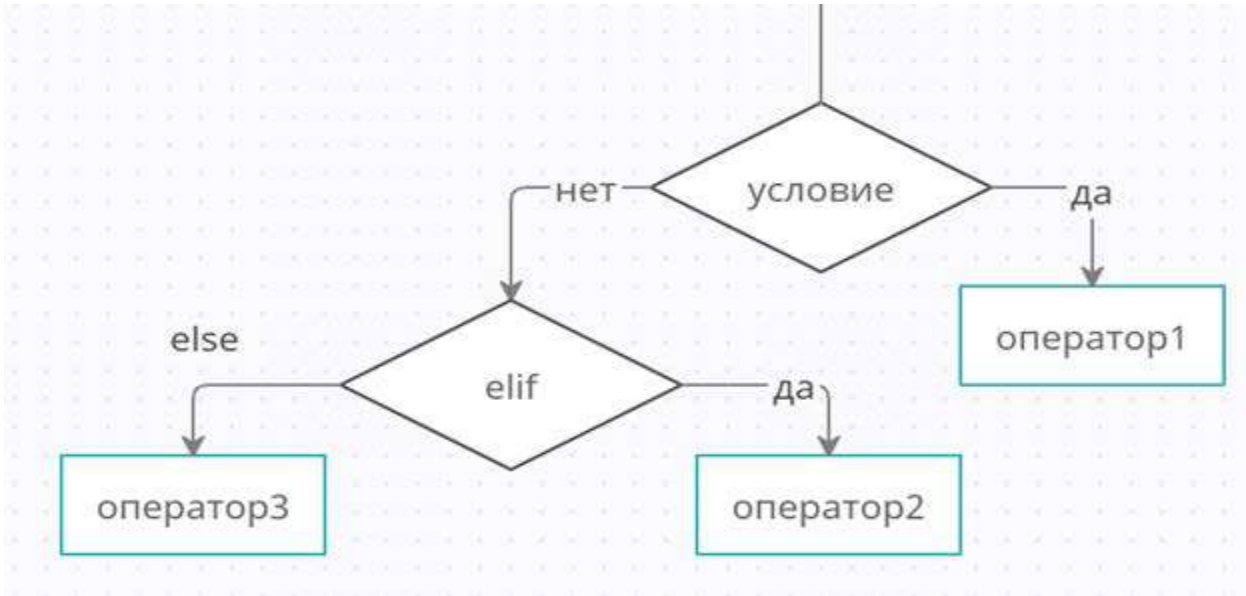 условие
нет
да
оператор1
else
elif
да
оператор3
оператор2